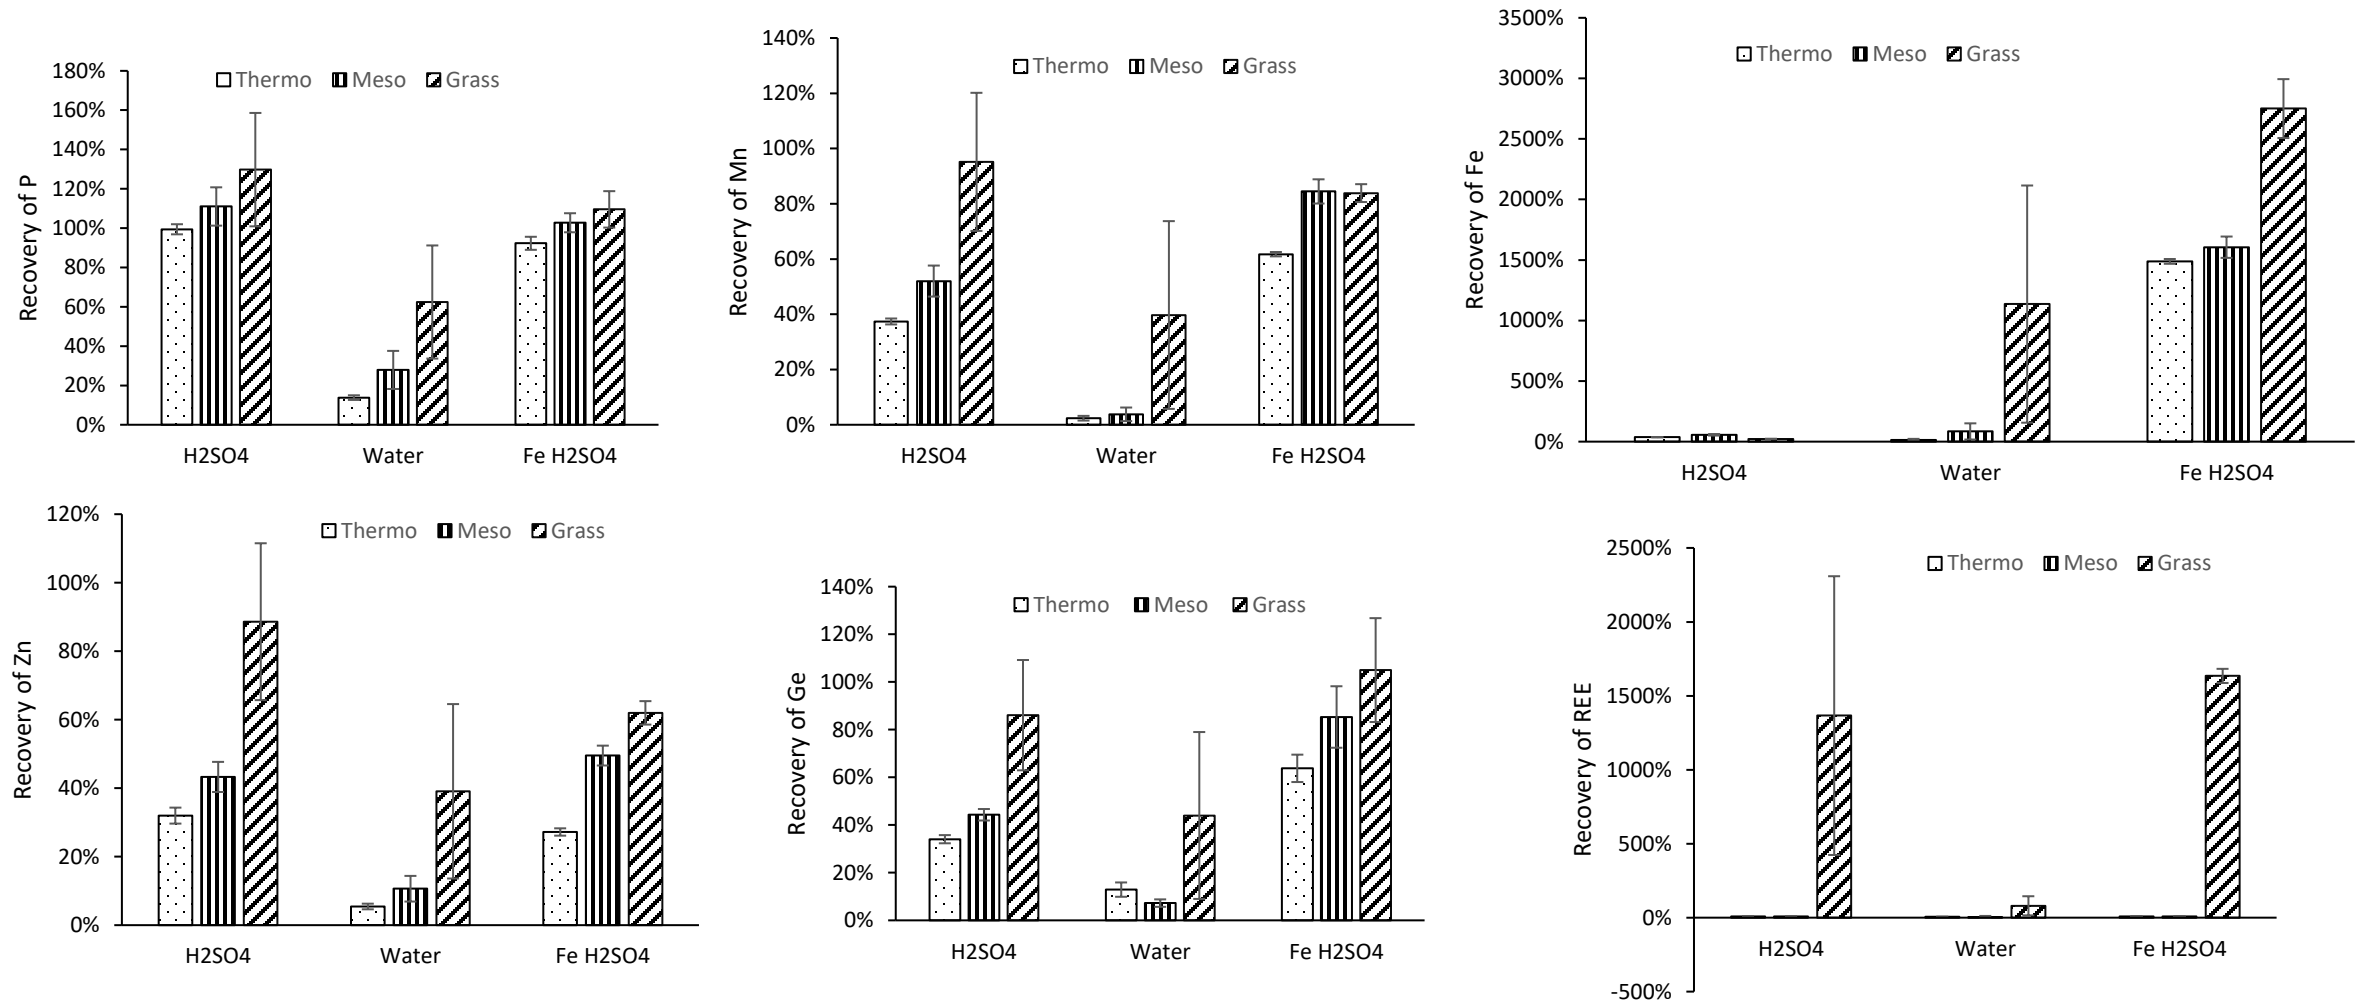 Recovery of P
180%
160%
140%
120%
100%
80%
60%
40%
20%
0%
Thermo Meso Grass
H2SO4 Water Fe H2SO4
Recovery of Mn
140%
120%
100%
80%
60%
40%
20%
0%
Thermo Meso Grass
H2SO4 Water Fe H2SO4
Recovery of Fe
3500%
3000%
2500%
2000%
1500%
1000%
500%
0%
Thermo Meso Grass
H2SO4 Water Fe H2SO4
Recovery of Zn
120%
100%
80%
60%
40%
20%
0%
Thermo Meso Grass
H2SO4 Water Fe H2SO4
Recovery of Ge
140%
120%
100%
80%
60%
40%
20%
0%
Thermo Meso Grass
H2SO4 Water Fe H2SO4
Recovery of REE
2500%
2000%
1500%
1000%
500%
0%
-500%
Thermo Meso Grass
H2SO4 Water Fe H2SO4